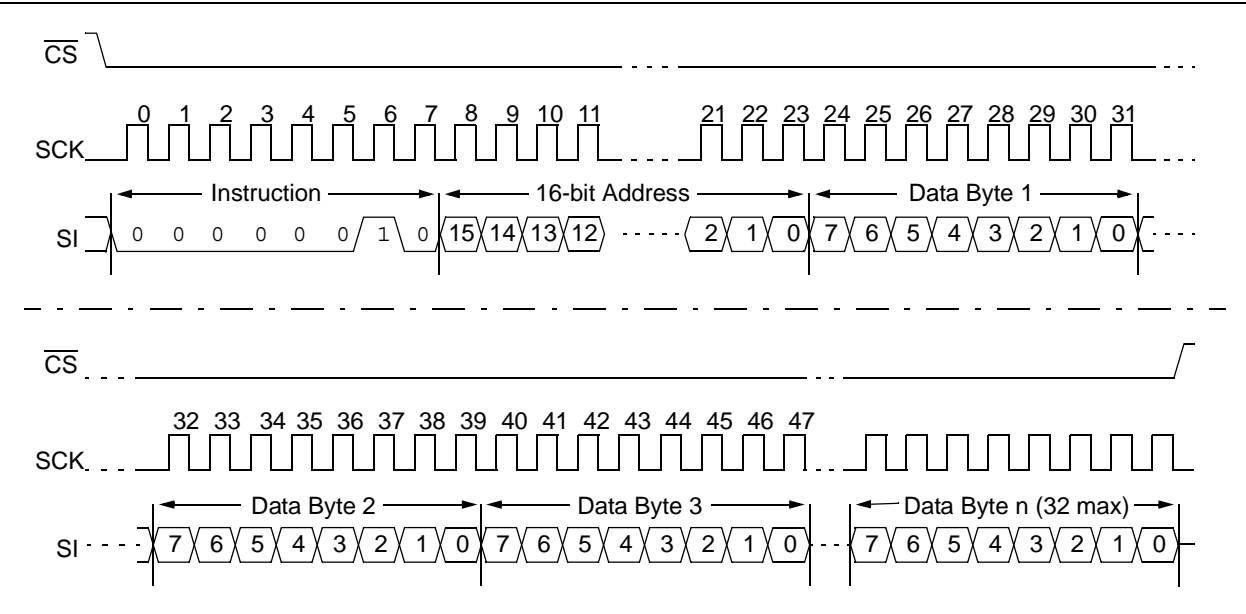 CS
0 1 2 3 4 5 6 7 8 9 10 11 21 22 23 24 25 26 27 28 29 30 31
SCK
Instruction 16-bit Address Data Byte 1
SI 0 0 0 0 0 0 1 0 15 14 13 12 2 1 0 7 6 5 4 3 2 1 0
CS
32 33 34 35 36 37 38 39 40 41 42 43 44 45 46 47
SCK
Data Byte 2 Data Byte 3 Data Byte n (32 max)
SI 7 6 5 4 3 2 1 0 7 6 5 4 3 2 1 0 7 6 5 4 3 2 1 0